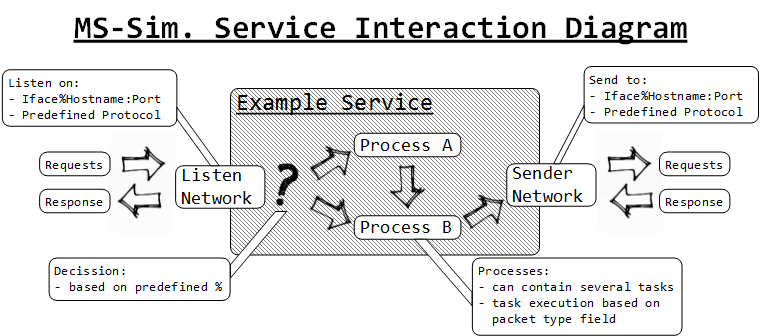 MS-Sim. Service Interaction Diagram
Listen on:
- Iface%Hostname:Port
- Predefined Protocol
Send to:
- Iface%Hostname:Port
- Predefined Protocol
Example Service
Process A
Requests
Listen
Network
?
Sender
Network
Requests
Response
Response
Process B
Decission:
- based on predefined %
Processes:
- can contain several tasks
- task execution based on
packet type field